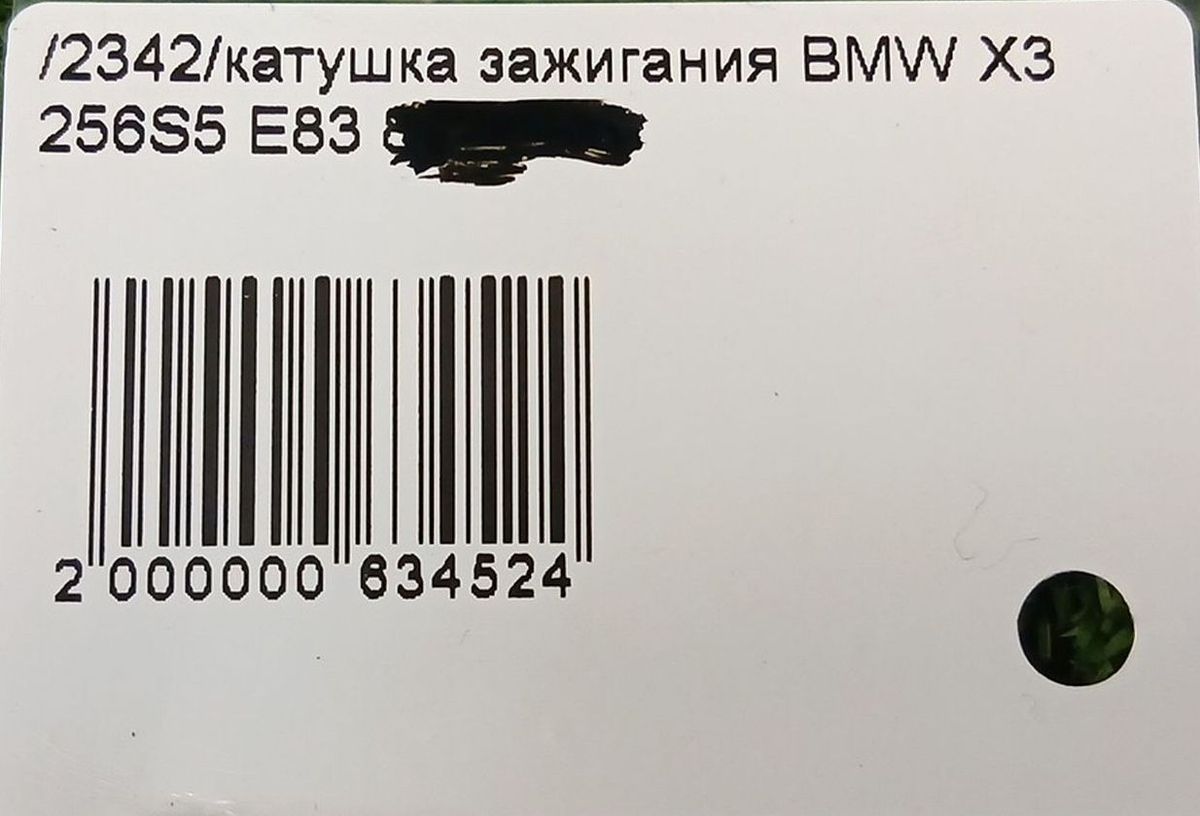 /2342/катушка зажигания BMW X3
256S5 E83
2 000000 634524